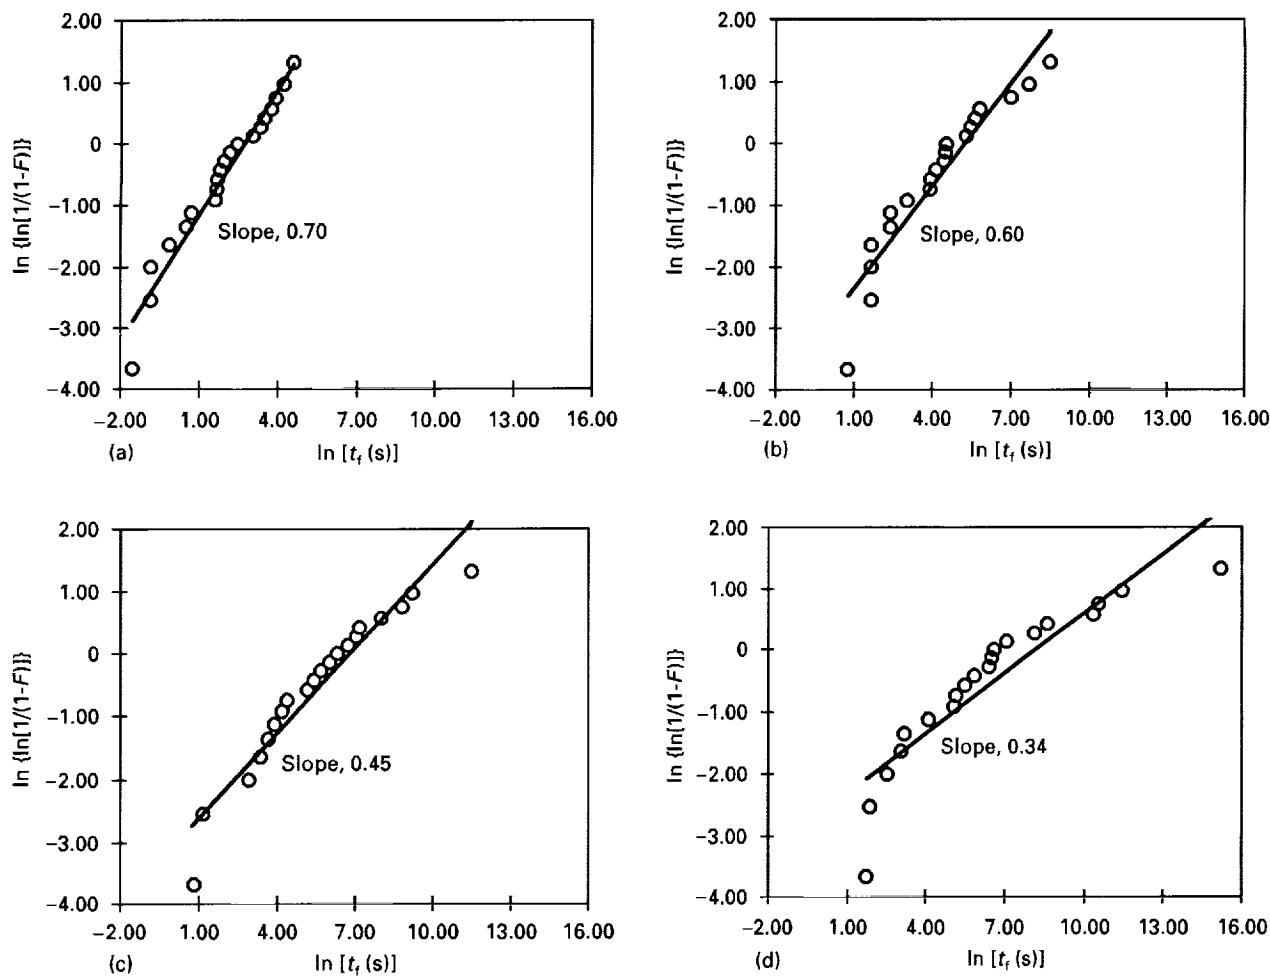 2.00
1.00
0
−1.00
−2.00
−3.00
−4.00
ln {ln[1/(1-F)]}
Slope, 0.70
−2.00 1.00 4.00 7.00 10.00 13.00 16.00
(a) ln [tf (s)]
2.00
1.00
0
−1.00
−2.00
−3.00
−4.00
ln {ln[1/(1-F)]}
Slope, 0.60
−2.00 1.00 4.00 7.00 10.00 13.00 16.00
(b) ln [tf (s)]
2.00
1.00
0
−1.00
−2.00
−3.00
−4.00
ln {ln[1/(1-F)]}
Slope, 0.45
−2.00 1.00 4.00 7.00 10.00 13.00 16.00
(c) ln [tf (s)]
2.00
1.00
0
−1.00
−2.00
−3.00
−4.00
ln {ln[1/(1-F)]}
Slope, 0.34
−2.00 1.00 4.00 7.00 10.00 13.00 16.00
(d) ln [tf (s)]